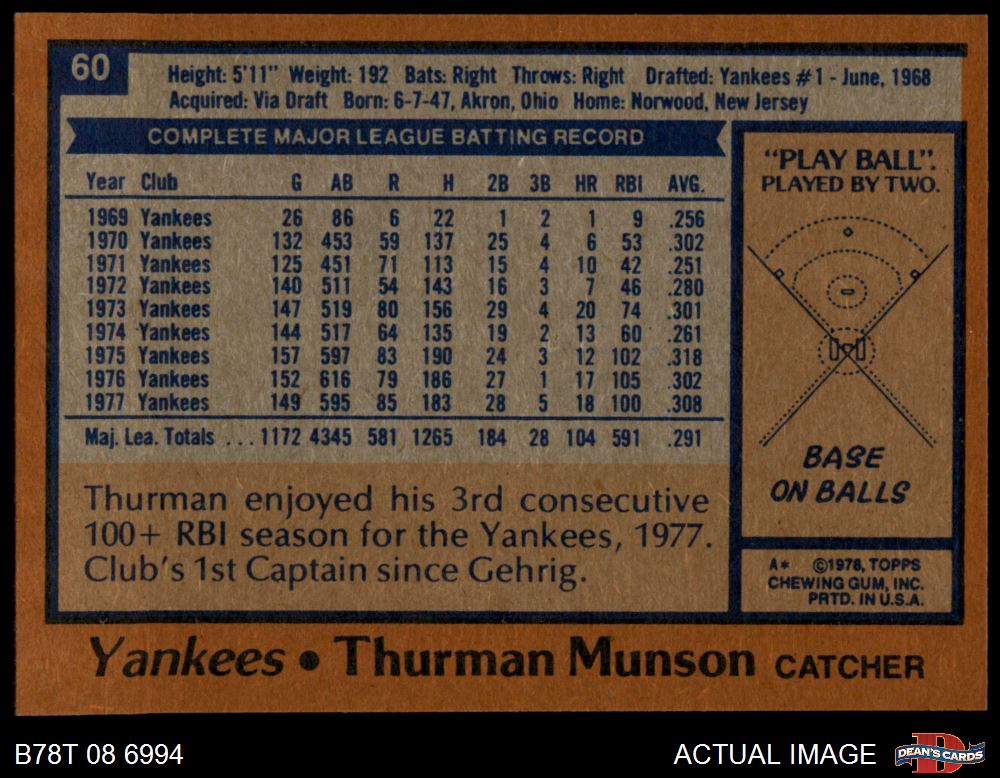 60
Height: 5'11" Weight: 192 Bats: Right Throws: Right Drafted: Yankees #1 - June, 1968
Acquired: Via Draft Born: 6-7-47, Akron, Ohio Home: Norwood, New Jersey
COMPLETE MAJOR LEAGUE BATTING RECORD
Year Club G AB R H 2B 3B HR RBI AVG.
1969 Yankees 26 86 6 22 1 2 1 9 .256
1970 Yankees 132 453 59 137 25 4 6 53 .302
1971 Yankees 125 451 71 113 15 4 10 42 .251
1972 Yankees 140 511 54 143 16 3 7 46 .280
1973 Yankees 147 519 80 156 29 4 20 74 .301
1974 Yankees 144 517 64 135 19 2 13 60 .261
1975 Yankees 157 597 83 190 24 3 12 102 .318
1976 Yankees 152 616 79 186 27 1 17 105 .302
1977 Yankees 149 595 85 183 28 5 18 100 .308
Maj. Lea. Totals ... 1172 4345 581 1265 184 28 104 591 .291
Thurman enjoyed his 3rd consecutive
100+ RBI season for the Yankees, 1977.
Club's 1st Captain since Gehrig.
"PLAY BALL".
PLAYED BY TWO.
BASE
ON BALLS
A* ©1978, TOPPS
CHEWING GUM, INC.
PRTD. IN U.S.A.
Yankees • Thurman Munson CATCHER
B78T 08 6994
ACTUAL IMAGE
DEAN'S CARDS